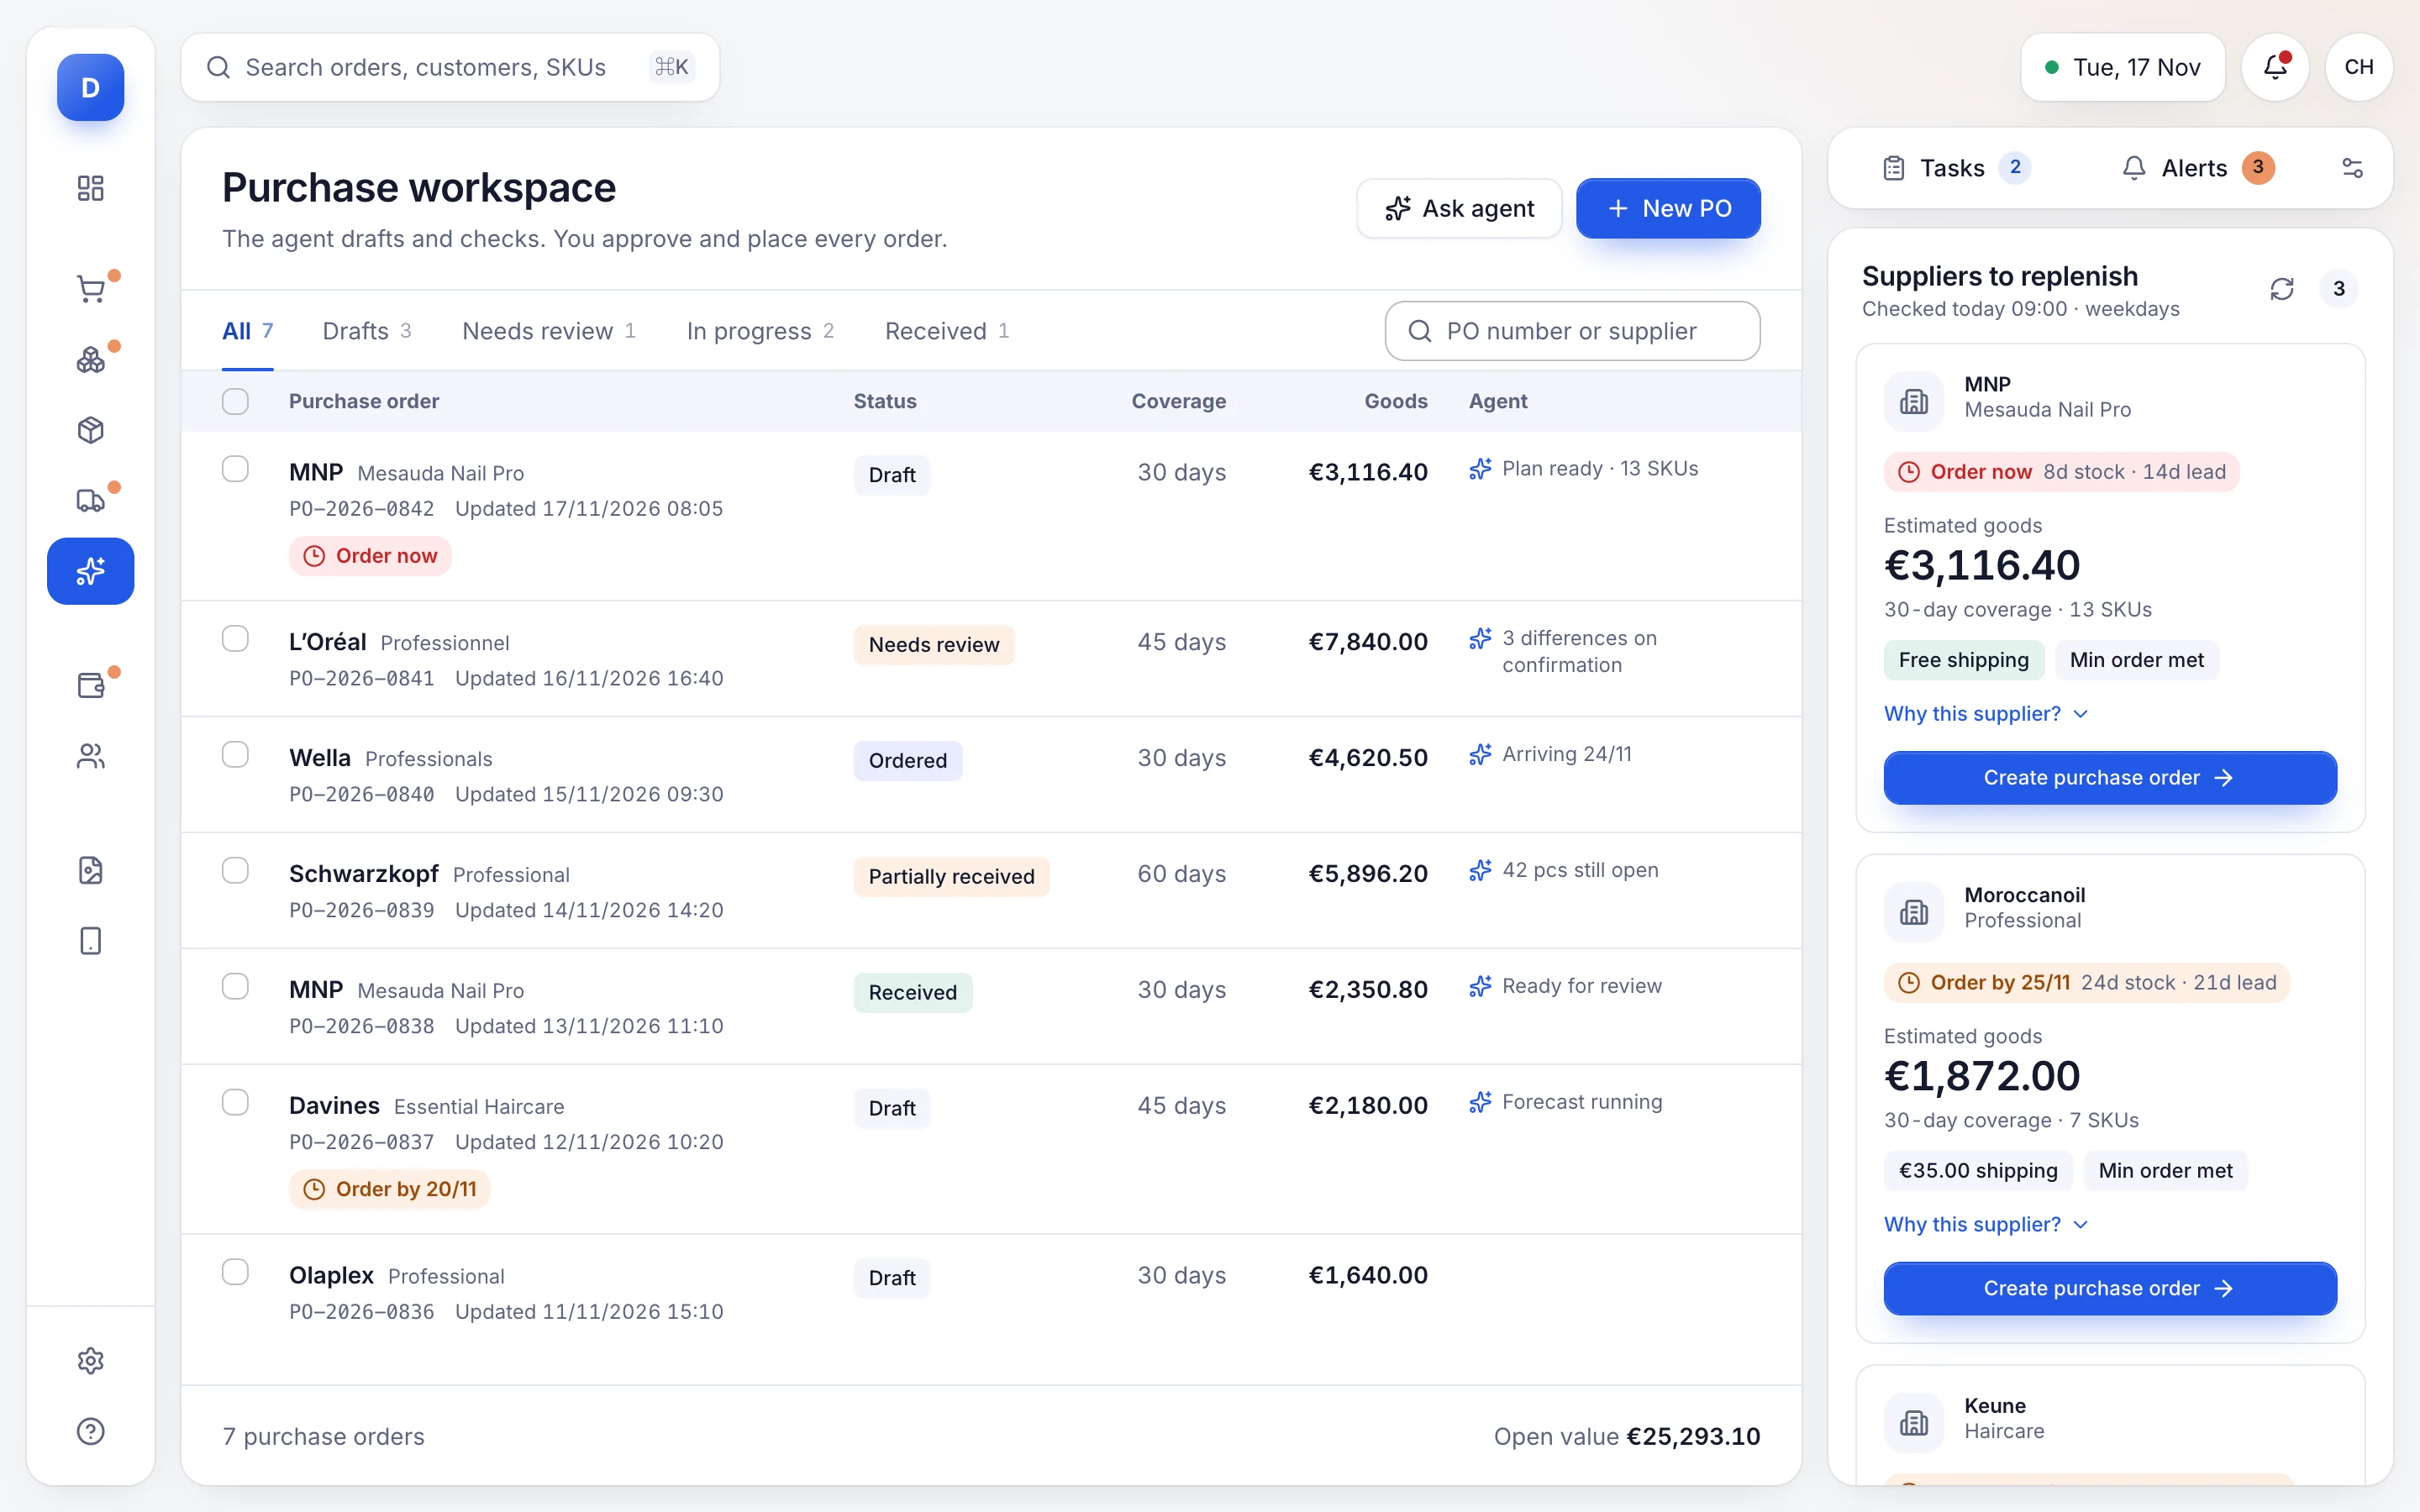 D
Search orders, customers, SKUs ⌘K
Tue, 17 Nov
CH
Purchase workspace
The agent drafts and checks. You approve and place every order.
Ask agent
New PO
All 7 Drafts 3 Needs review 1 In progress 2 Received 1
PO number or supplier
Purchase order Status Coverage Goods Agent
MNP Mesauda Nail Pro Draft 30 days €3,116.40 Plan ready · 13 SKUs
PO-2026-0842 Updated 17/11/2026 08:05
Order now
L’Oréal Professionnel Needs review 45 days €7,840.00 3 differences on
confirmation
PO-2026-0841 Updated 16/11/2026 16:40
Wella Professionals Ordered 30 days €4,620.50 Arriving 24/11
PO-2026-0840 Updated 15/11/2026 09:30
Schwarzkopf Professional Partially received 60 days €5,896.20 42 pcs still open
PO-2026-0839 Updated 14/11/2026 14:20
MNP Mesauda Nail Pro Received 30 days €2,350.80 Ready for review
PO-2026-0838 Updated 13/11/2026 11:10
Davines Essential Haircare Draft 45 days €2,180.00 Forecast running
PO-2026-0837 Updated 12/11/2026 10:20
Order by 20/11
Olaplex Professional Draft 30 days €1,640.00
PO-2026-0836 Updated 11/11/2026 15:10
7 purchase orders
Open value €25,293.10
Tasks 2 Alerts 3
Suppliers to replenish
Checked today 09:00 · weekdays
3
MNP
Mesauda Nail Pro
Order now 8d stock · 14d lead
Estimated goods
€3,116.40
30-day coverage · 13 SKUs
Free shipping Min order met
Why this supplier?
Create purchase order
Moroccanoil
Professional
Order by 25/11 24d stock · 21d lead
Estimated goods
€1,872.00
30-day coverage · 7 SKUs
€35.00 shipping Min order met
Why this supplier?
Create purchase order
Keune
Haircare